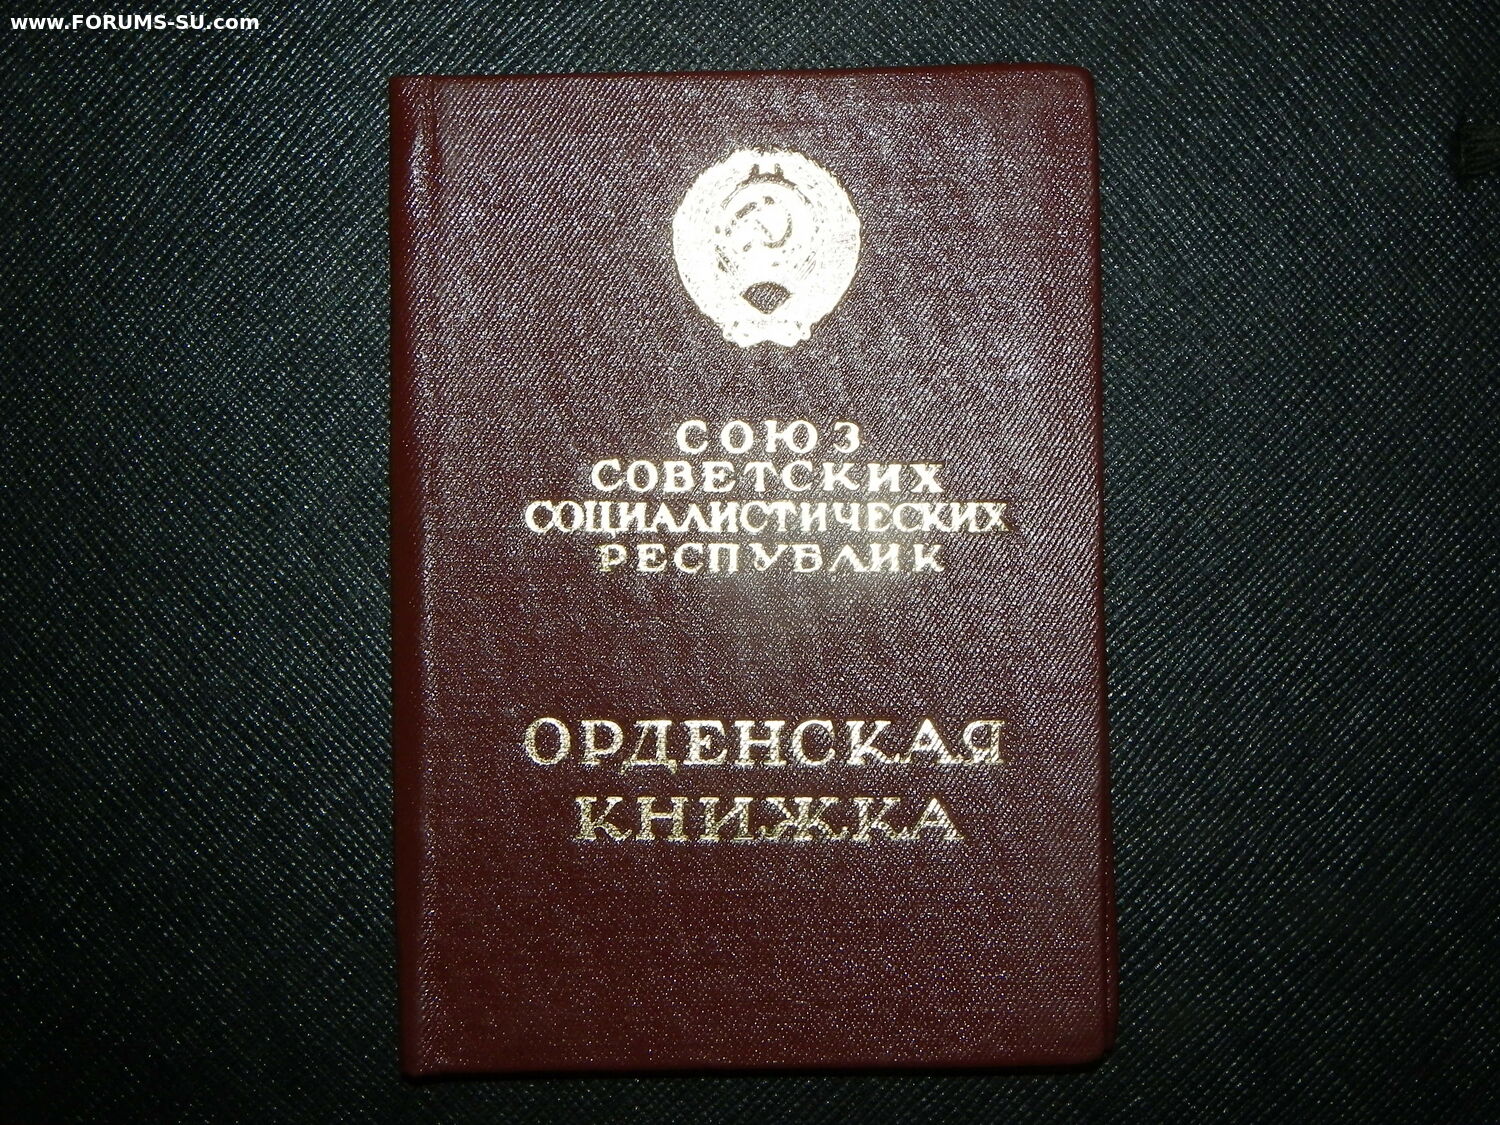 www.FORUMS-SU.com
СОЮЗ
СОВЕТСКИХ
СОЦИАЛИСТИЧЕСКИХ
РЕСПУБЛИК
ОРДЕНСКАЯ
КНИЖКА